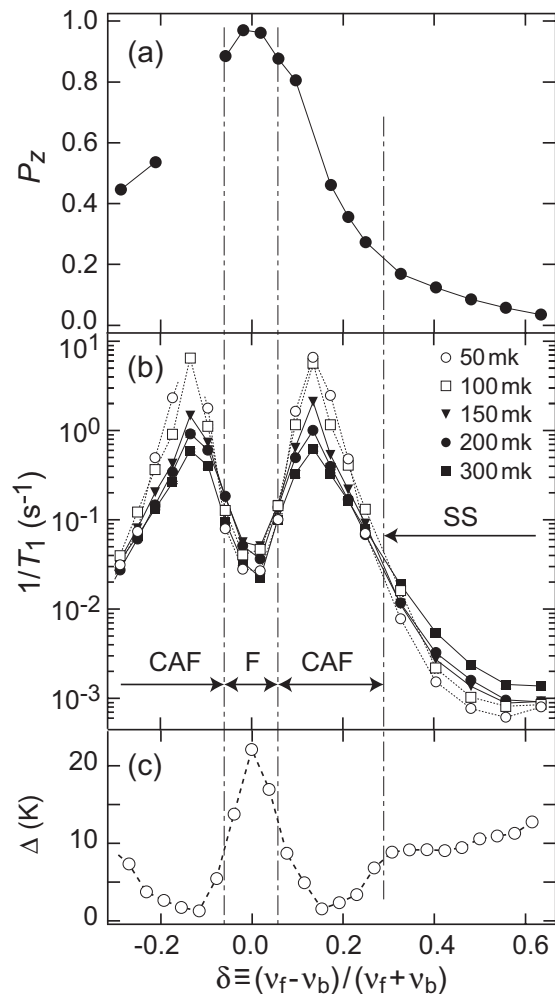 1.0
(a)
0.8
0.6
P_Z
0.4
0.2
0.0
10^1
(b)
50 mk
100 mk
10^0
150 mk
200 mk
300 mk
1/T_1 (s^-1)
10^-1
SS
10^-2
CAF F CAF
10^-3
20
(c)
Δ (K)
10
0
-0.2 0.0 0.2 0.4 0.6
δ≡(ν_f-ν_b)/(ν_f+ν_b)